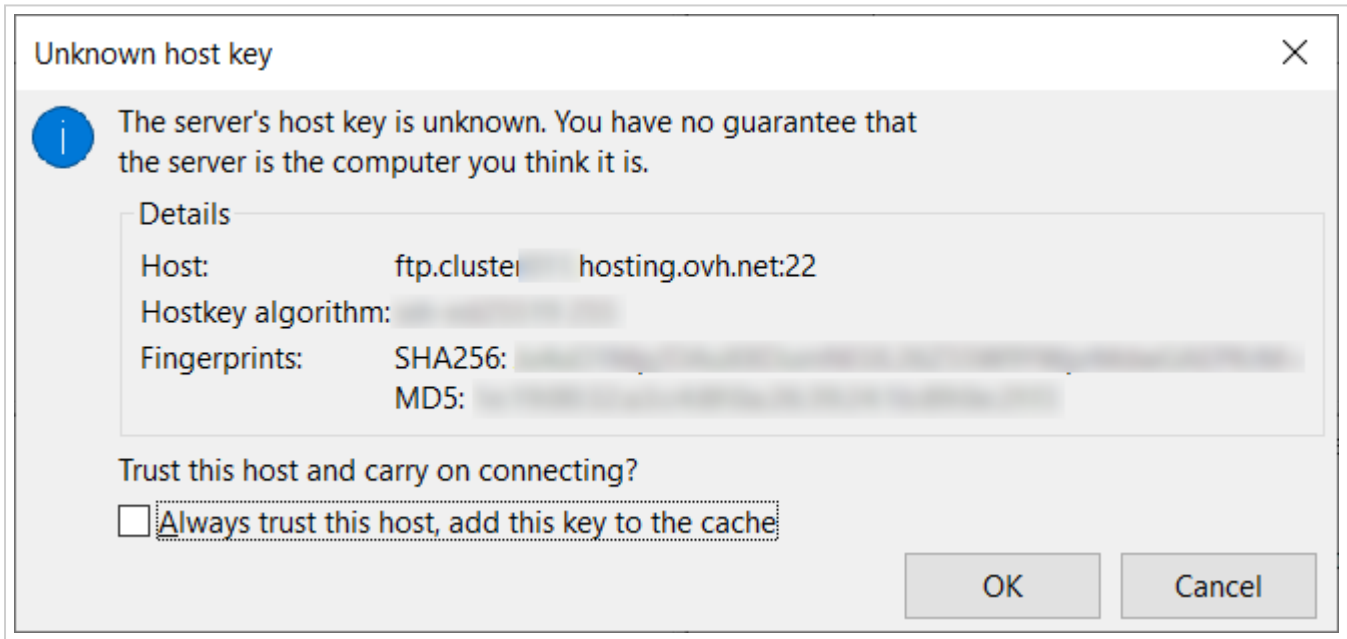 Unknown host key
The server's host key is unknown. You have no guarantee that
the server is the computer you think it is.
Details
Host: ftp.cluster hosting.ovh.net:22
Hostkey algorithm:
Fingerprints: SHA256:
MD5:
Trust this host and carry on connecting?
Always trust this host, add this key to the cache
OK Cancel